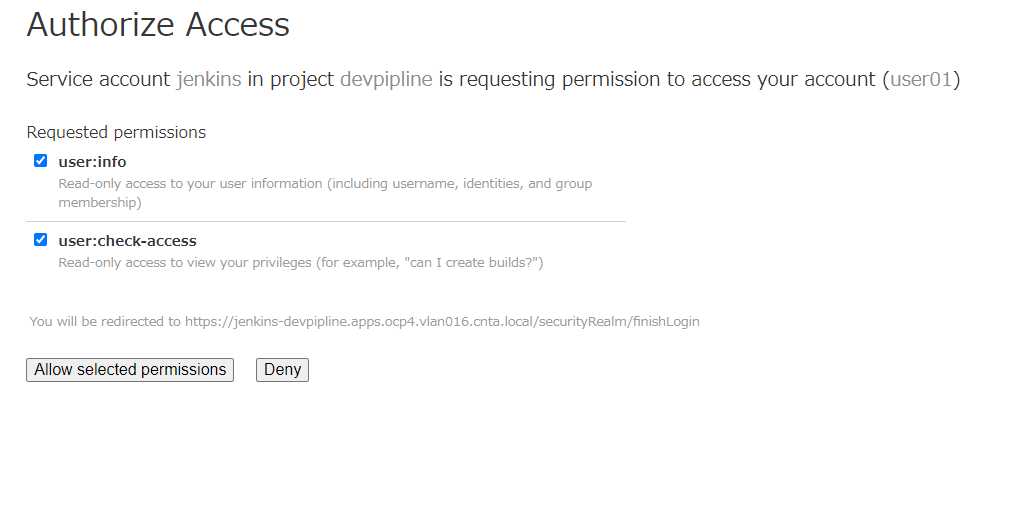 Authorize Access
Service account jenkins in project devpipline is requesting permission to access your account (user01)
Requested permissions
user:info
Read-only access to your user information (including username, identities, and group
membership)
user:check-access
Read-only access to view your privileges (for example, "can I create builds?")
You will be redirected to https://jenkins-devpipline.apps.ocp4.vlan016.cnta.local/securityRealm/finishLogin
Allow selected permissions Deny